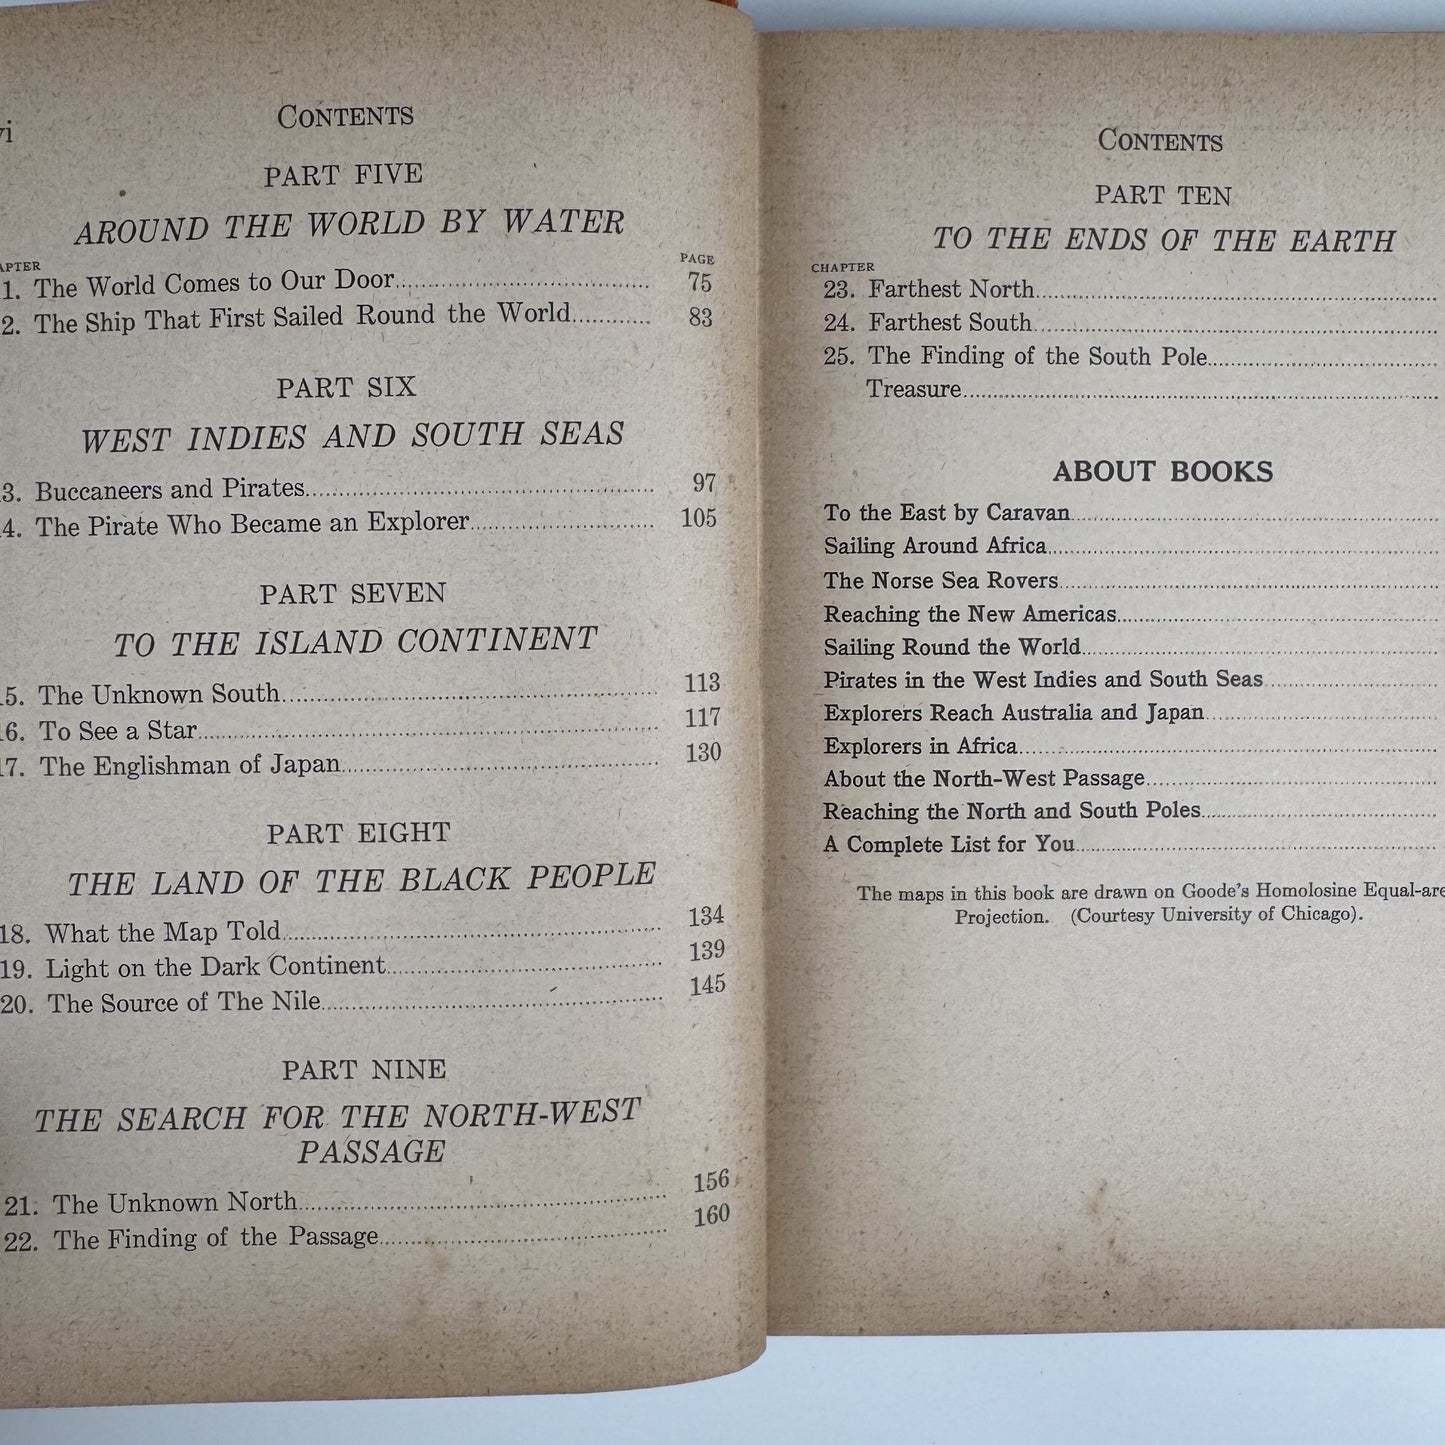 vi
CONTENTS
PART FIVE
AROUND THE WORLD BY WATER
APTER PAGE
1. The World Comes to Our Door 75
2. The Ship That First Sailed Round the World 83
PART SIX
WEST INDIES AND SOUTH SEAS
3. Buccaneers and Pirates 97
4. The Pirate Who Became an Explorer 105
PART SEVEN
TO THE ISLAND CONTINENT
15. The Unknown South 113
16. To See a Star 117
17. The Englishman of Japan 130
PART EIGHT
THE LAND OF THE BLACK PEOPLE
18. What the Map Told 134
19. Light on the Dark Continent 139
20. The Source of The Nile 145
PART NINE
THE SEARCH FOR THE NORTH-WEST
PASSAGE
21. The Unknown North 156
22. The Finding of the Passage 160
CONTENTS
PART TEN
TO THE ENDS OF THE EARTH
CHAPTER
23. Farthest North
24. Farthest South
25. The Finding of the South Pole
Treasure
ABOUT BOOKS
To the East by Caravan
Sailing Around Africa
The Norse Sea Rovers
Reaching the New Americas
Sailing Round the World
Pirates in the West Indies and South Seas
Explorers Reach Australia and Japan
Explorers in Africa
About the North-West Passage
Reaching the North and South Poles
A Complete List for You
The maps in this book are drawn on Goode's Homolosine Equal-are
Projection. (Courtesy University of Chicago).